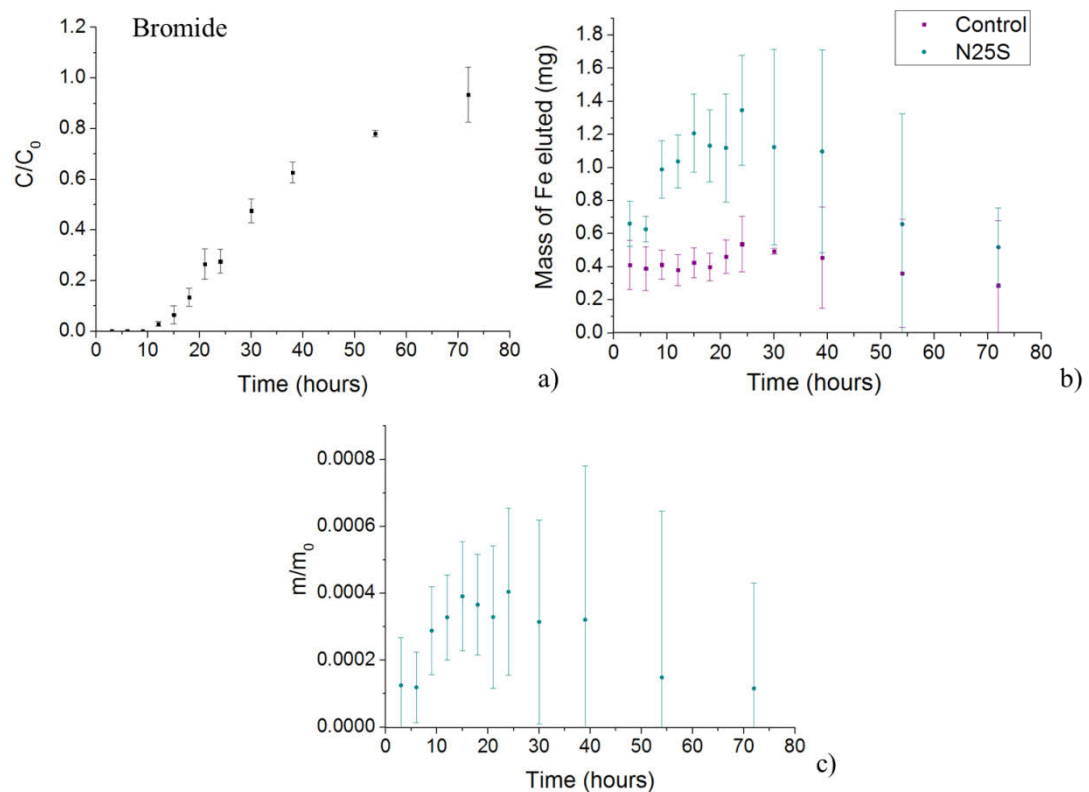 Bromide
C/C0
1.2
1.0
0.8
0.6
0.4
0.2
0.0
0 10 20 30 40 50 60 70 80
Time (hours)
a)
Control
N25S
Mass of Fe eluted (mg)
1.8
1.6
1.4
1.2
1.0
0.8
0.6
0.4
0.2
0.0
0 10 20 30 40 50 60 70 80
Time (hours)
b)
m/m0
0.0008
0.0006
0.0004
0.0002
0.0000
0 10 20 30 40 50 60 70 80
Time (hours)
c)